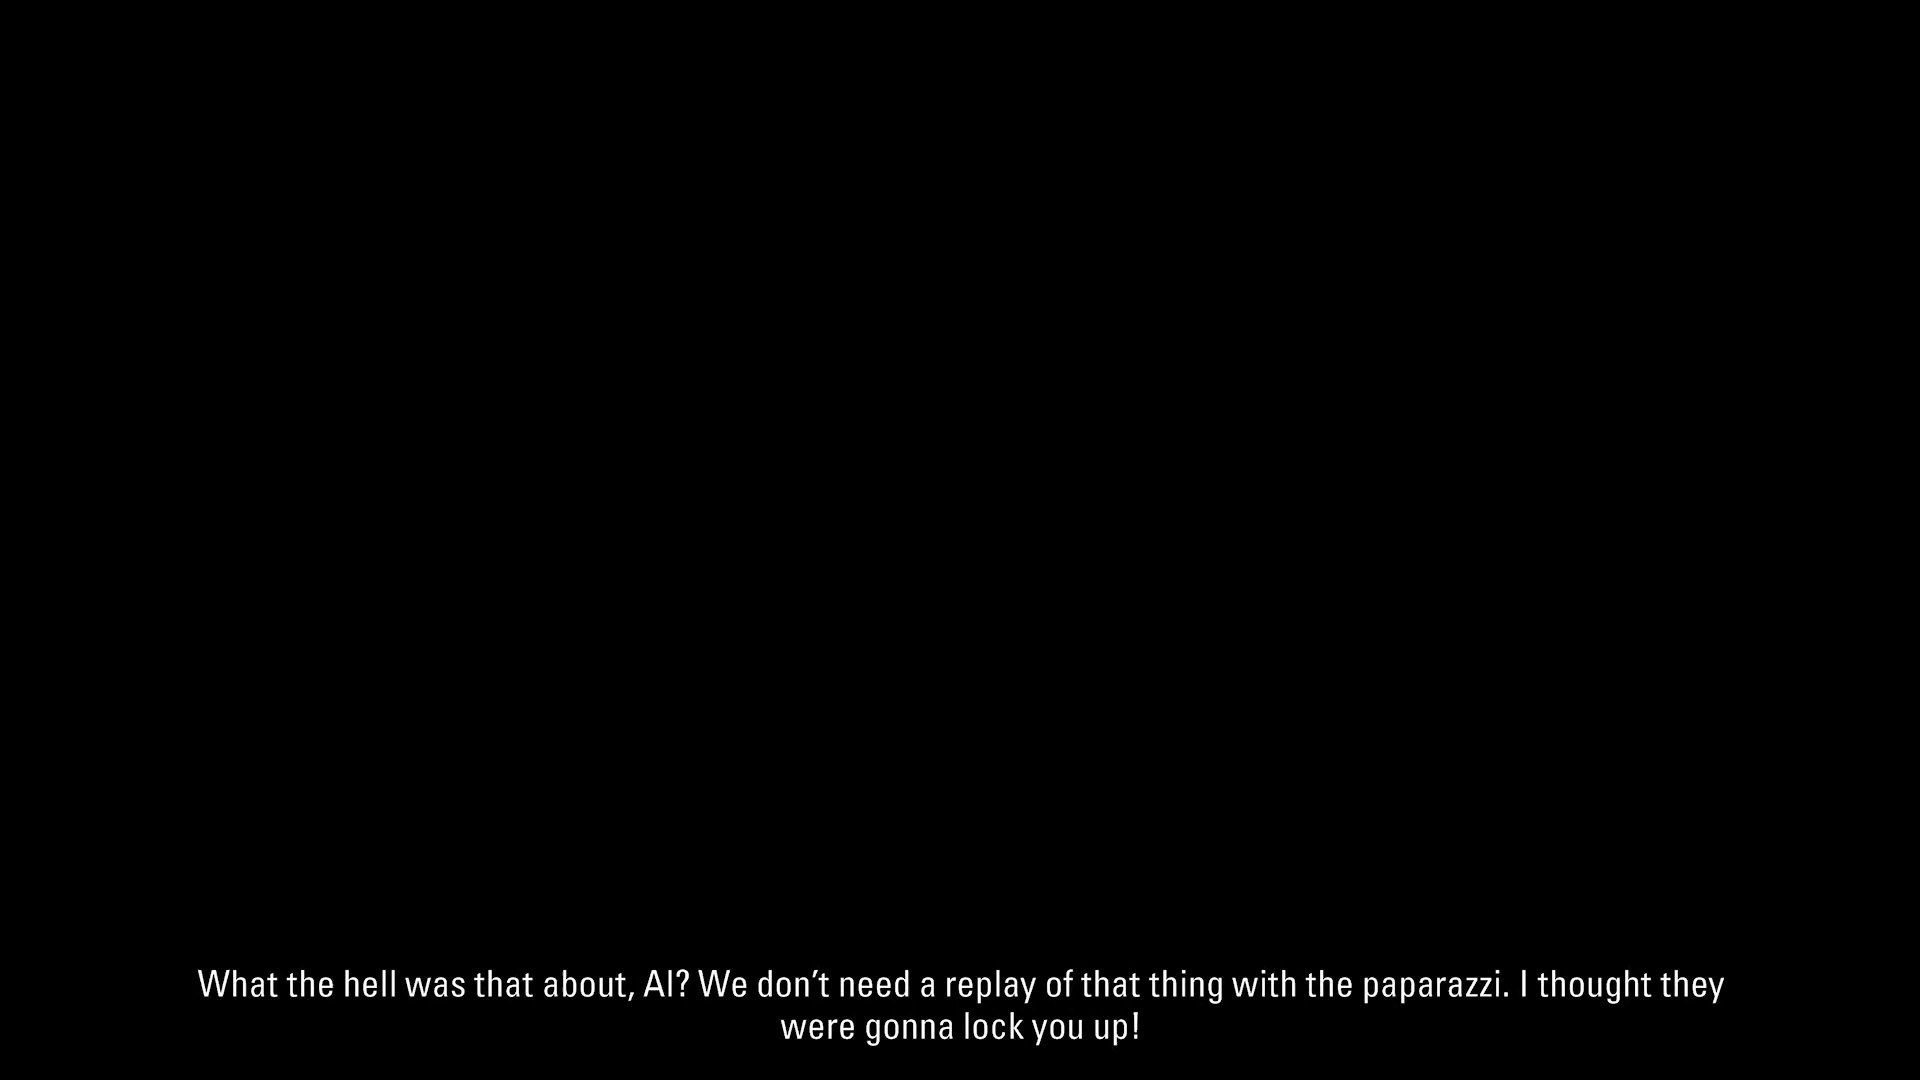 What the hell was that about, Al? We don’t need a replay of that thing with the paparazzi. I thought they
were gonna lock you up!